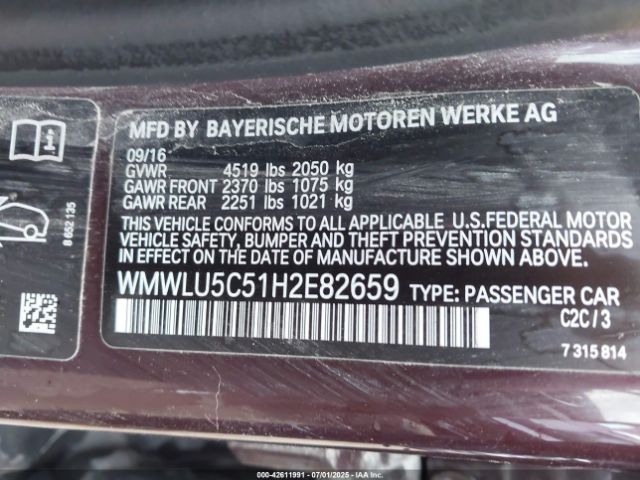 MFD BY BAYERISCHE MOTOREN WERKE AG
09/16
GVWR 4519 lbs 2050 kg
GAWR FRONT 2370 lbs 1075 kg
GAWR REAR 2251 lbs 1021 kg
THIS VEHICLE CONFORMS TO ALL APPLICABLE U.S.FEDERAL MOTOR
VEHICLE SAFETY, BUMPER AND THEFT PREVENTION STANDARDS
IN EFFECT ON THE DATE OF MANUFACTURE SHOWN ABOVE.
WMWLU5C51H2E82659 TYPE: PASSENGER CAR
C2C/3
7 315 814
8 652 135
000-42611991 07/01/2025 IAAI.COM/CA